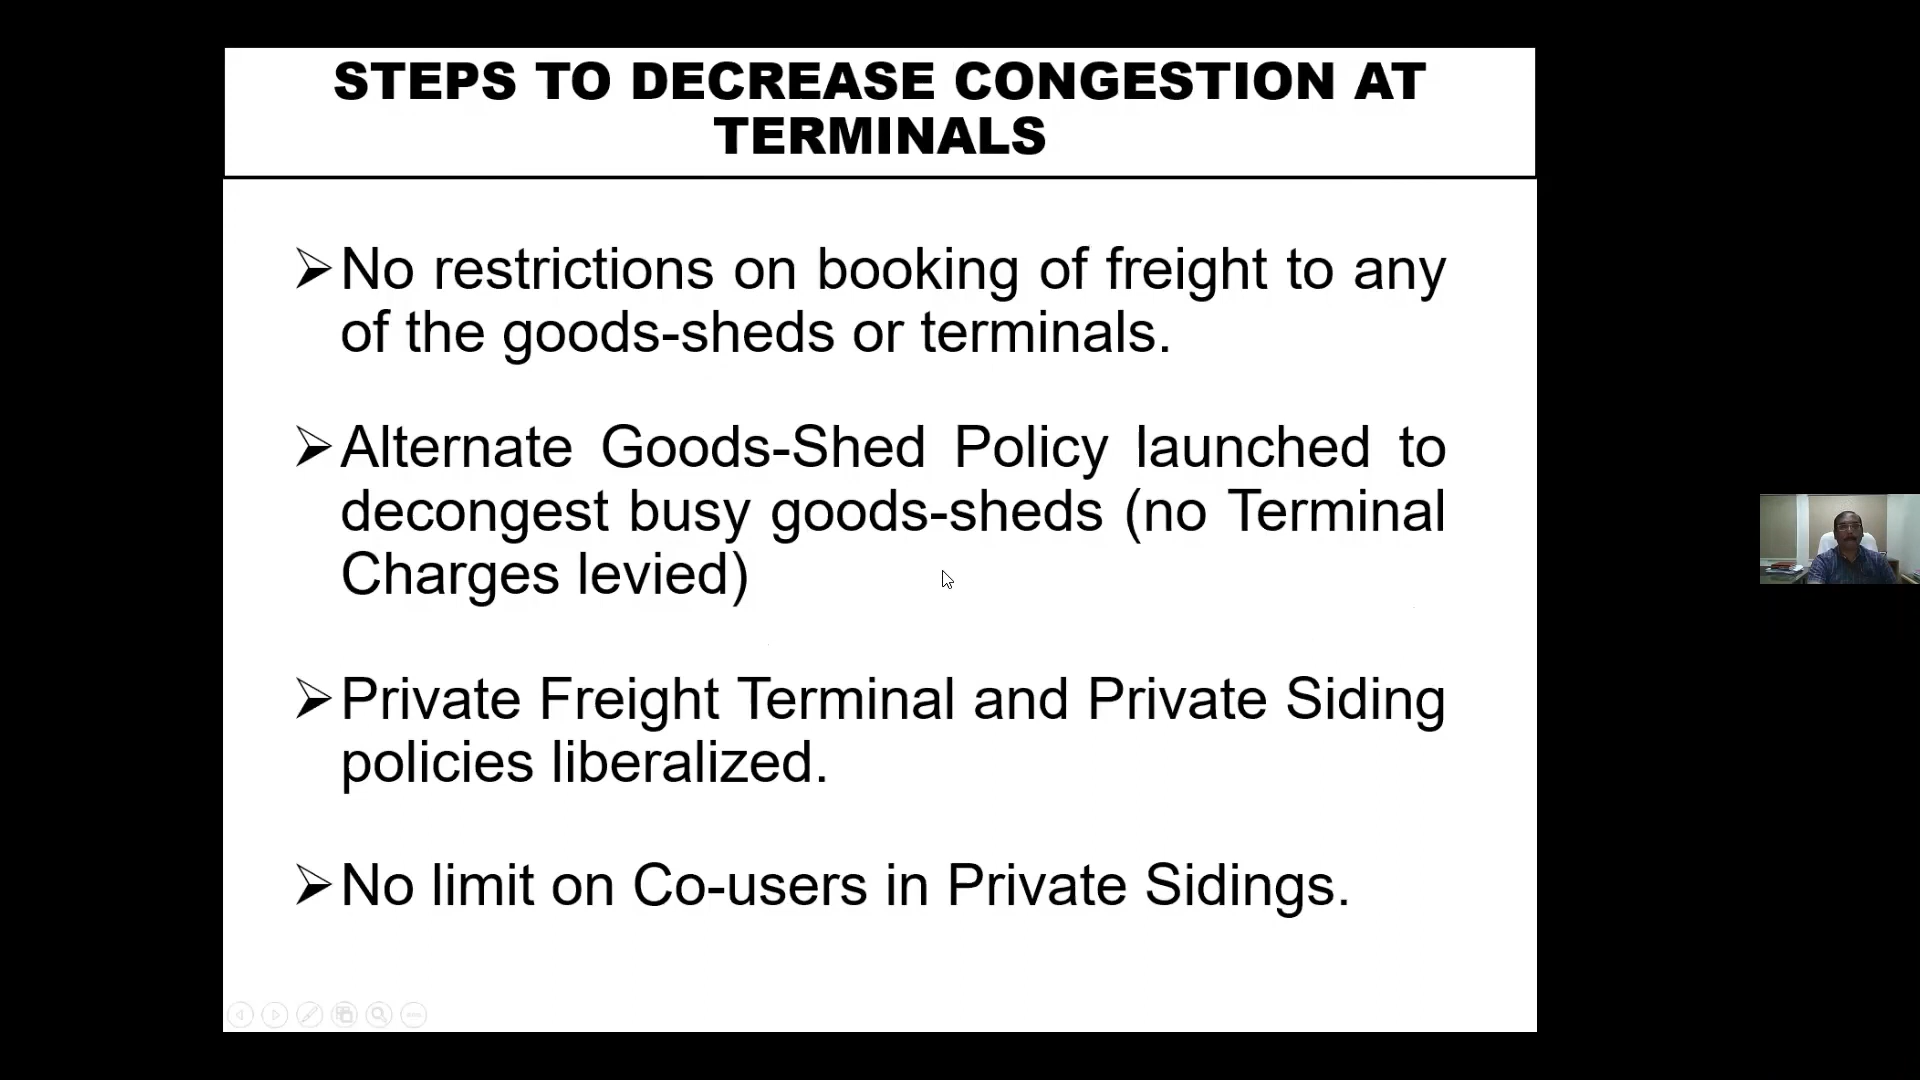 STEPS TO DECREASE CONGESTION AT
TERMINALS
➢No restrictions on booking of freight to any
of the goods-sheds or terminals.
➢Alternate Goods-Shed Policy launched to
decongest busy goods-sheds (no Terminal
Charges levied)
➢Private Freight Terminal and Private Siding
policies liberalized.
➢No limit on Co-users in Private Sidings.